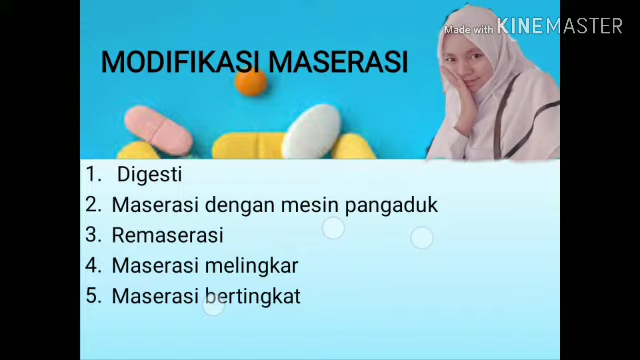 Made with KINEMASTER
MODIFIKASI MASERASI
1. Digesti
2. Maserasi dengan mesin pangaduk
3. Remaserasi
4. Maserasi melingkar
5. Maserasi bertingkat